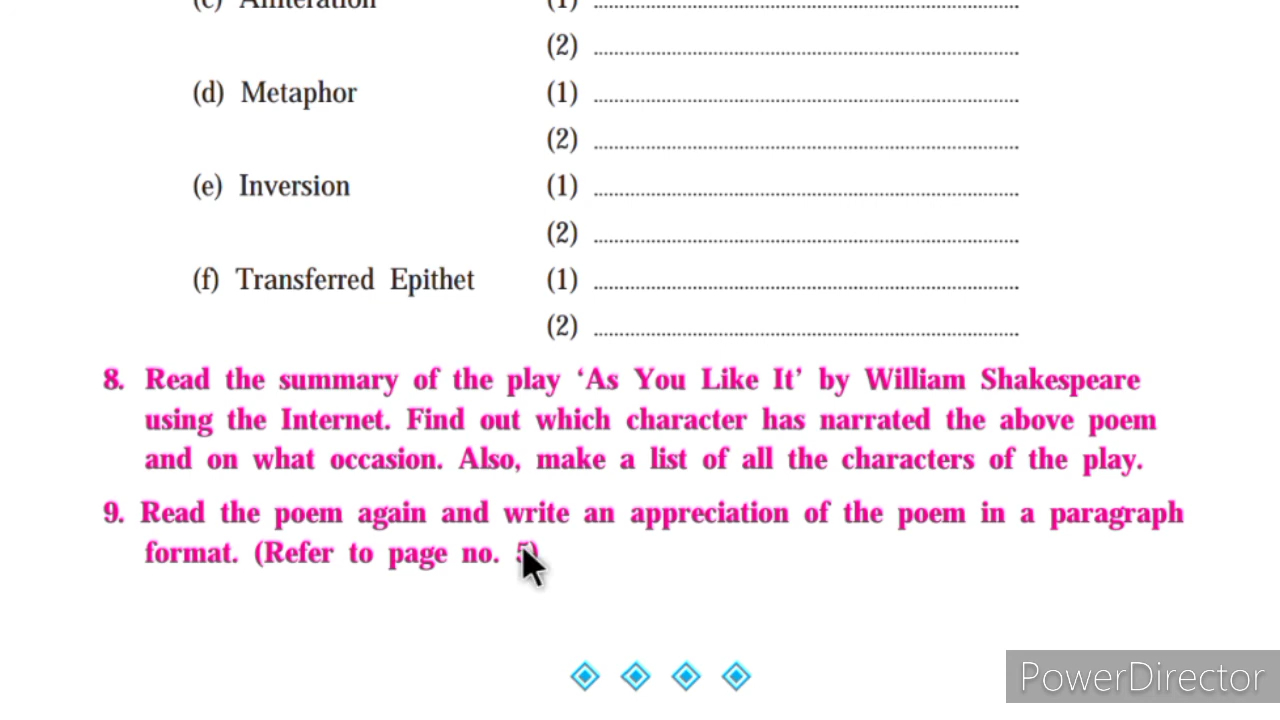 (c) Alliteration (1) ........................................................
(2) ........................................................
(d) Metaphor (1) ........................................................
(2) ........................................................
(e) Inversion (1) ........................................................
(2) ........................................................
(f) Transferred Epithet (1) ........................................................
(2) ........................................................
8. Read the summary of the play ‘As You Like It’ by William Shakespeare
using the Internet. Find out which character has narrated the above poem
and on what occasion. Also, make a list of all the characters of the play.
9. Read the poem again and write an appreciation of the poem in a paragraph
format. (Refer to page no. 5)
PowerDirector